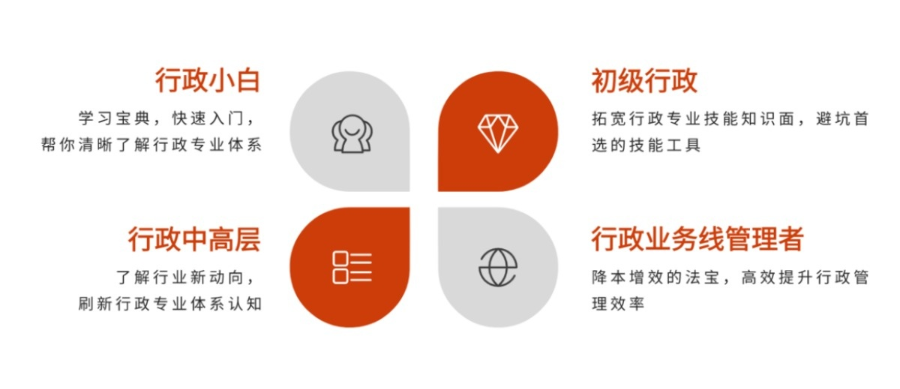 行政小白
学习宝典，快速入门，
帮你清晰了解行政专业体系
初级行政
拓宽行政专业技能知识面，避坑首
选的技能工具
行政中高层
了解行业新动向，
刷新行政专业体系认知
行政业务线管理者
降本增效的法宝，高效提升行政管
理效率